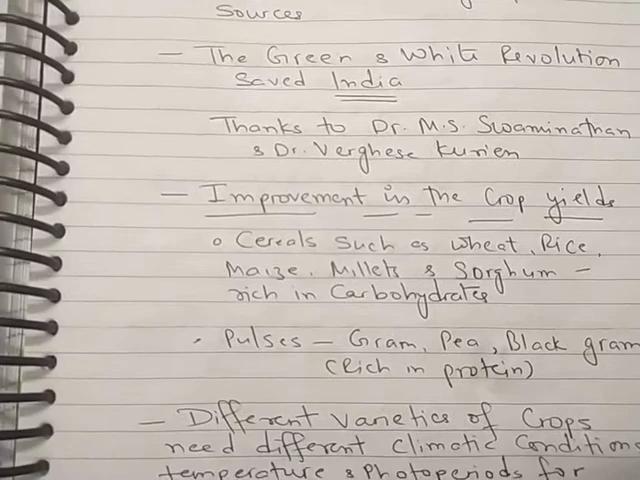 Sources
- The Green & White Revolution
Saved India
Thanks to Dr. M.S. Swaminathan
& Dr. Verghese Kurien
- Improvement in the Crop yields
o Cereals Such as wheat, Rice,
Maize, Millets & Sorghum -
rich in Carbohydrates
• Pulses - Gram, Pea, Black gram
(Rich in protein)
- Different varieties of Crops
need different climatic Conditions
temperature & Photoperiods for